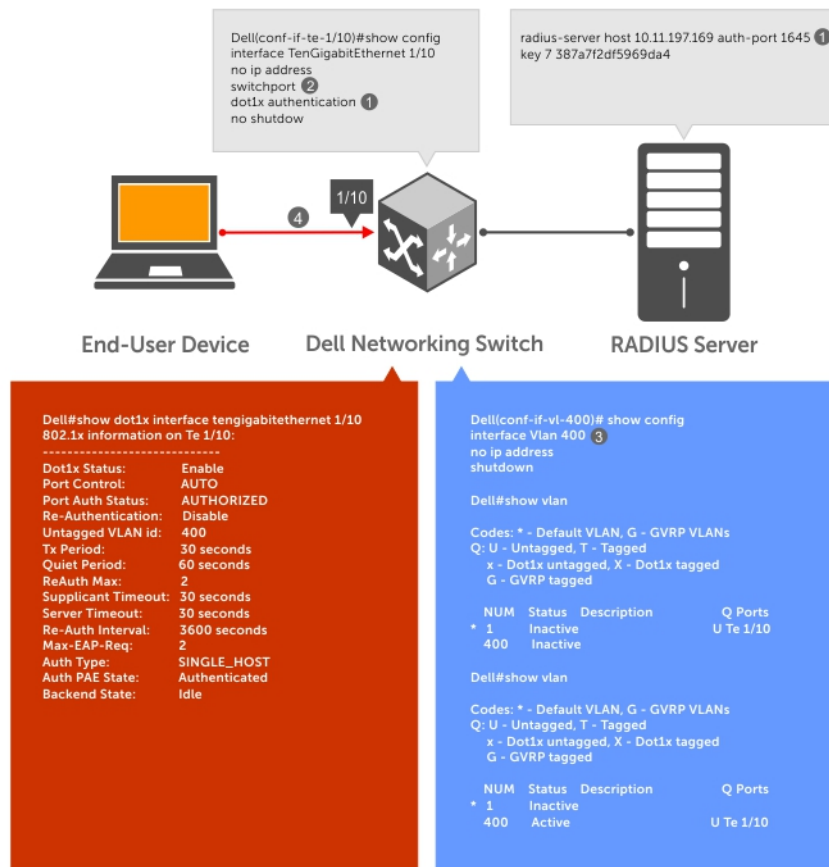 Dell(conf-if-te-1/10)#show config
interface TenGigabitEthernet 1/10
no ip address
switchport 2
dot1x authentication 1
no shutdow
radius-server host 10.11.197.169 auth-port 1645 1
key 7 387a7f2df5969da4
1/10
4
End-User Device
Dell Networking Switch
RADIUS Server
Dell#show dot1x interface tengigabitethernet 1/10
802.1x information on Te 1/10:
-----------------------------
Dot1x Status: Enable
Port Control: AUTO
Port Auth Status: AUTHORIZED
Re-Authentication: Disable
Untagged VLAN id: 400
Tx Period: 30 seconds
Quiet Period: 60 seconds
ReAuth Max: 2
Supplicant Timeout: 30 seconds
Server Timeout: 30 seconds
Re-Auth Interval: 3600 seconds
Max-EAP-Req: 2
Auth Type: SINGLE_HOST
Auth PAE State: Authenticated
Backend State: Idle
Dell(conf-if-vl-400)# show config
interface Vlan 400 3
no ip address
shutdown
Dell#show vlan
Codes: * - Default VLAN, G - GVRP VLANs
Q: U - Untagged, T - Tagged
x - Dot1x untagged, X - Dot1x tagged
G - GVRP tagged
NUM Status Description Q Ports
* 1 Inactive U Te 1/10
400 Inactive
Dell#show vlan
Codes: * - Default VLAN, G - GVRP VLANs
Q: U - Untagged, T - Tagged
x - Dot1x untagged, X - Dot1x tagged
G - GVRP tagged
NUM Status Description Q Ports
* 1 Inactive
400 Active U Te 1/10